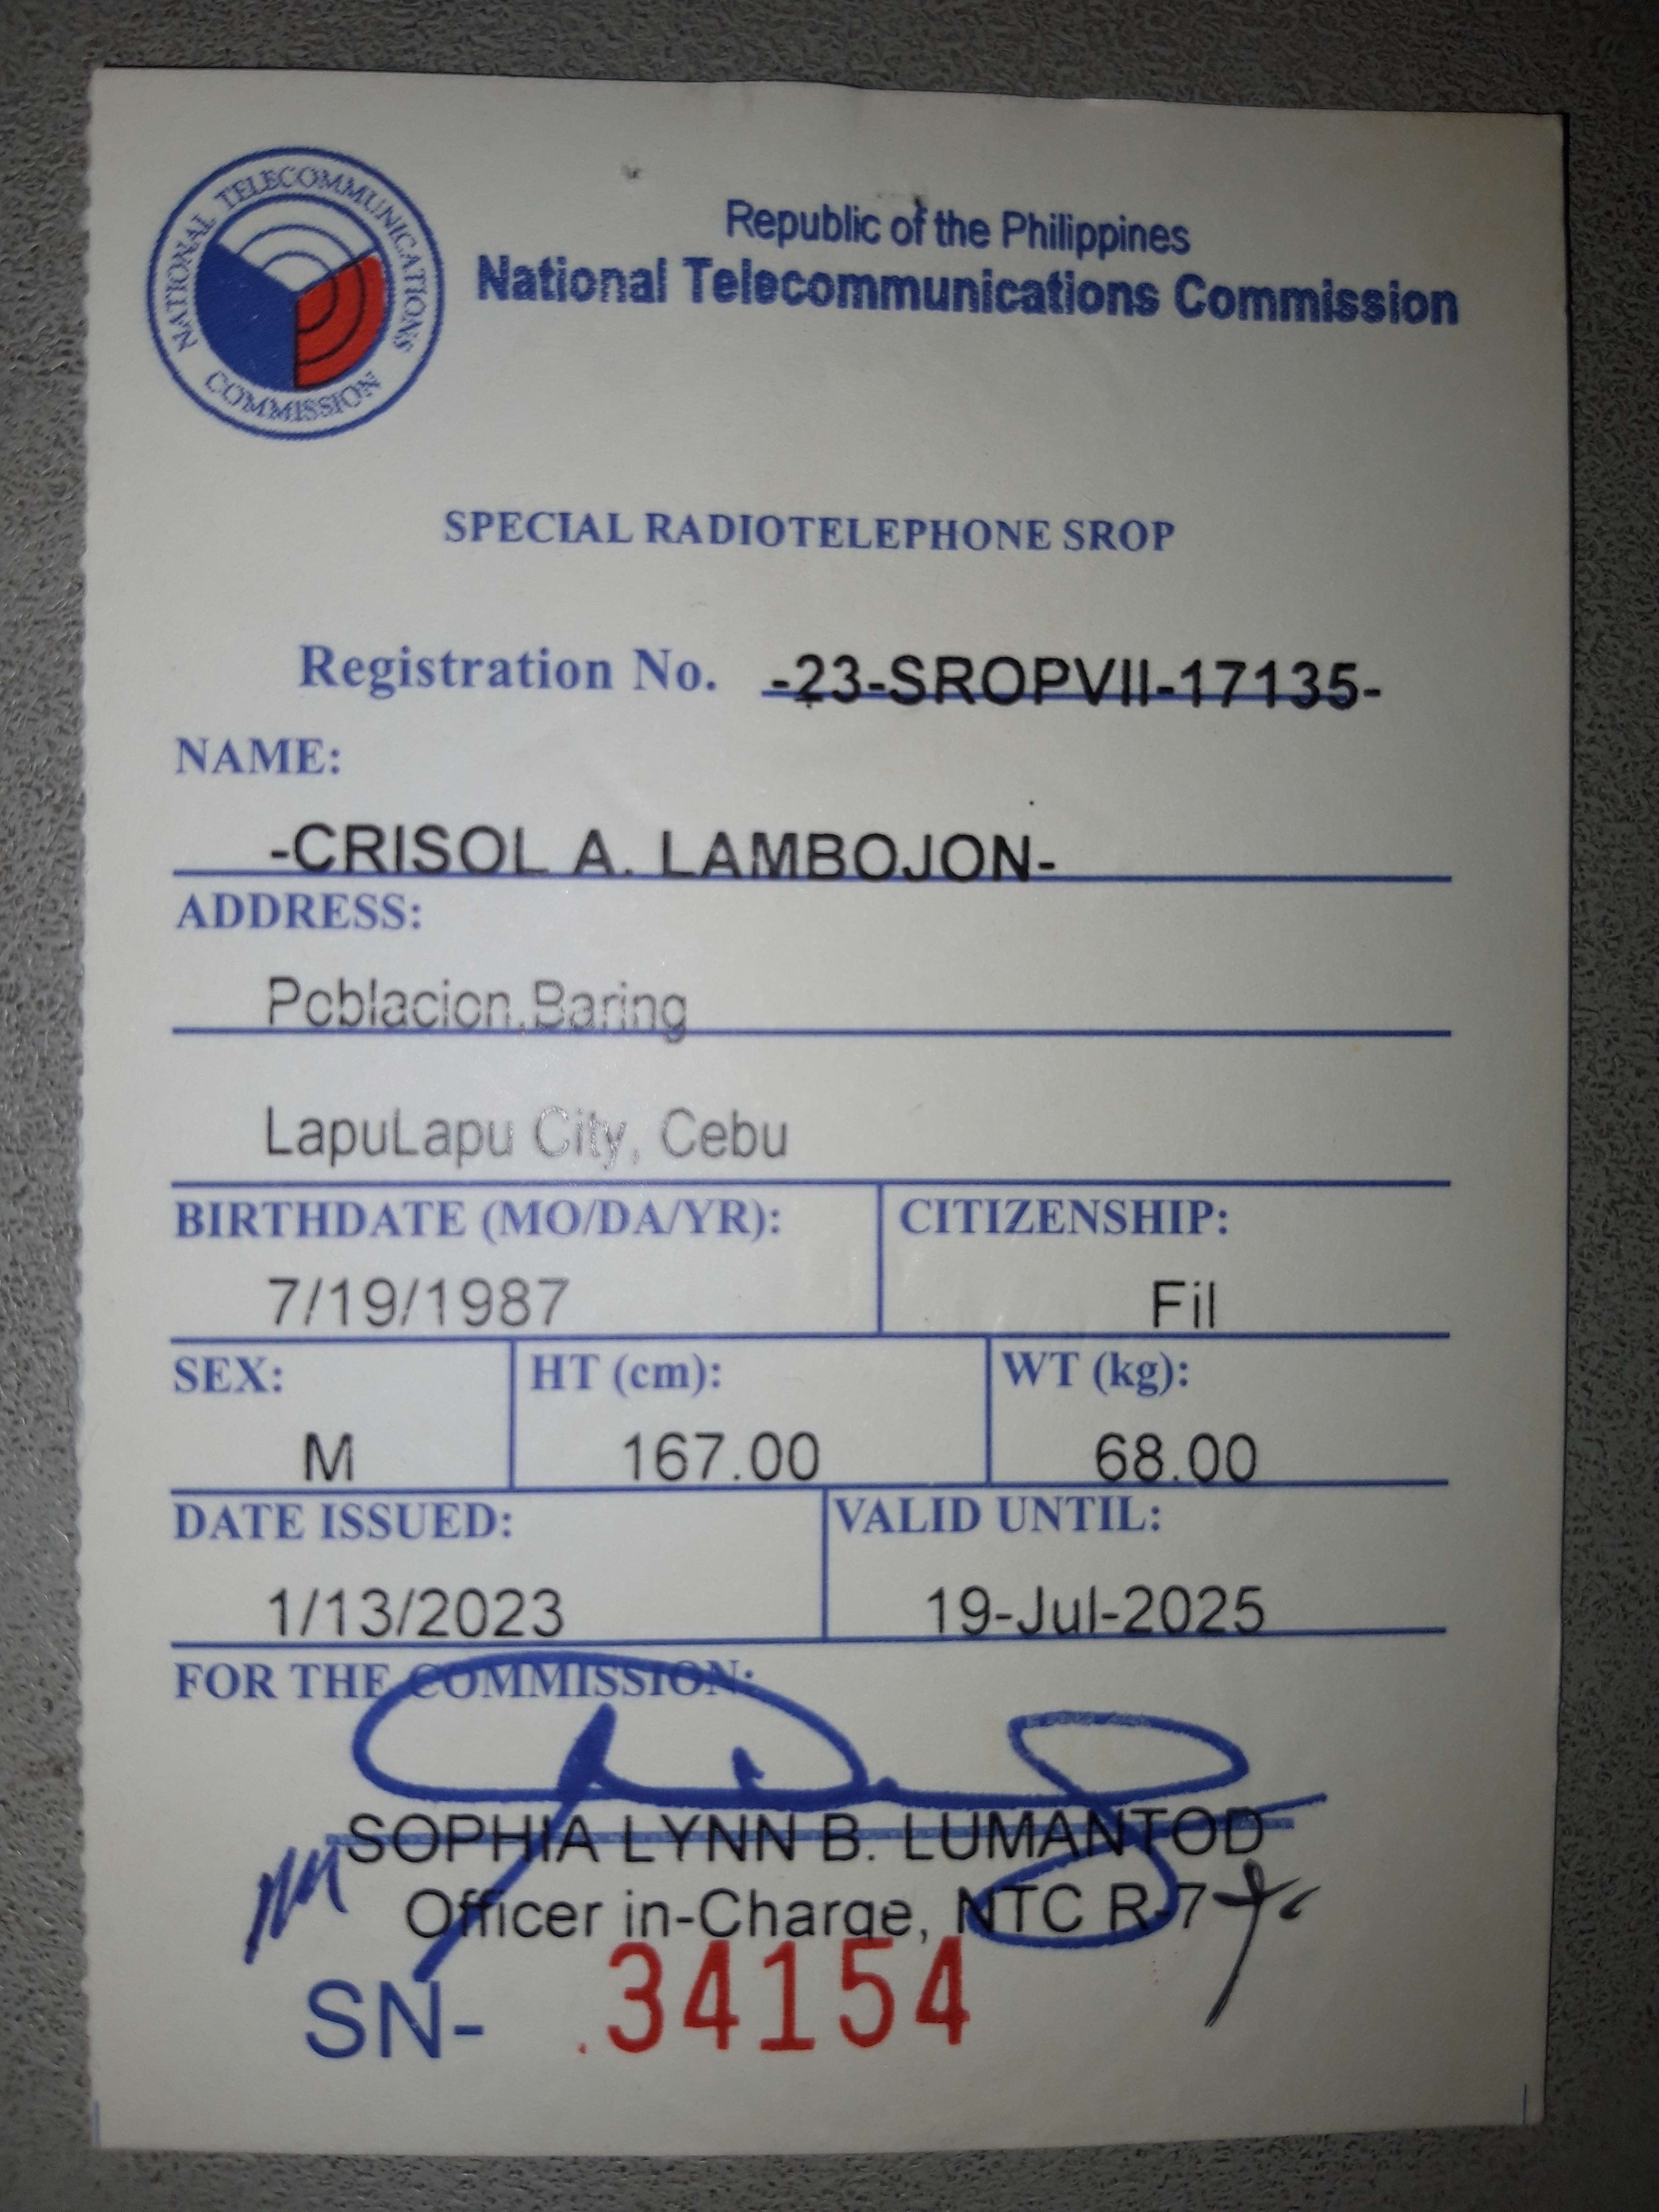 NATIONAL TELECOMMUNICATIONS COMMISSION
Republic of the Philippines
National Telecommunications Commission
SPECIAL RADIOTELEPHONE SROP
Registration No. -23-SROPVII-17135-
NAME:
-CRISOL A. LAMBOJON-
ADDRESS:
Poblacion,Baring
LapuLapu City, Cebu
BIRTHDATE (MO/DA/YR): CITIZENSHIP:
7/19/1987 Fil
SEX: HT (cm): WT (kg):
M 167.00 68.00
DATE ISSUED: VALID UNTIL:
1/13/2023 19-Jul-2025
FOR THE COMMISSION:
SOPHIA LYNN B. LUMANTOD
Officer in-Charge, NTC R-7
SN- 34154